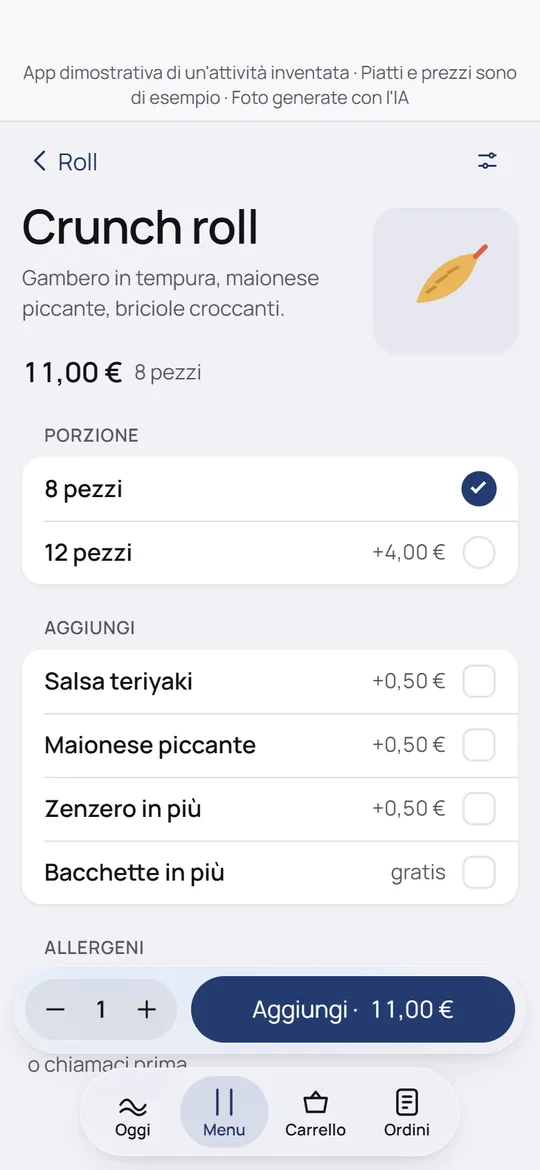 App dimostrativa di un'attività inventata · Piatti e prezzi sono
di esempio · Foto generate con l'IA
Roll
Crunch roll
Gambero in tempura, maionese
piccante, briciole croccanti.
11,00 € 8 pezzi
PORZIONE
8 pezzi
12 pezzi +4,00 €
AGGIUNGI
Salsa teriyaki +0,50 €
Maionese piccante +0,50 €
Zenzero in più +0,50 €
Bacchette in più gratis
ALLERGENI
1 Aggiungi · 11,00 €
o chiamaci prima
Oggi Menu Carrello Ordini